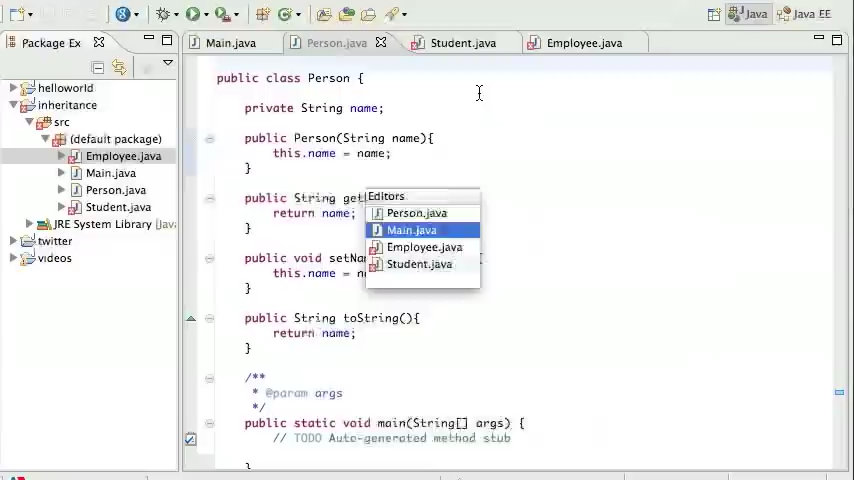 Java
Java EE
Package Ex
Main.java
Person.java
Student.java
Employee.java
helloworld
inheritance
src
(default package)
Employee.java
Main.java
Person.java
Student.java
JRE System Library [Java
twitter
videos
public class Person {
private String name;
public Person(String name){
this.name = name;
}
public String get
return name;
}
public void setNa
this.name = n
}
public String toString(){
return name;
}
/**
* @param args
*/
public static void main(String[] args) {
// TODO Auto-generated method stub
}
Editors
Person.java
Main.java
Employee.java
Student.java